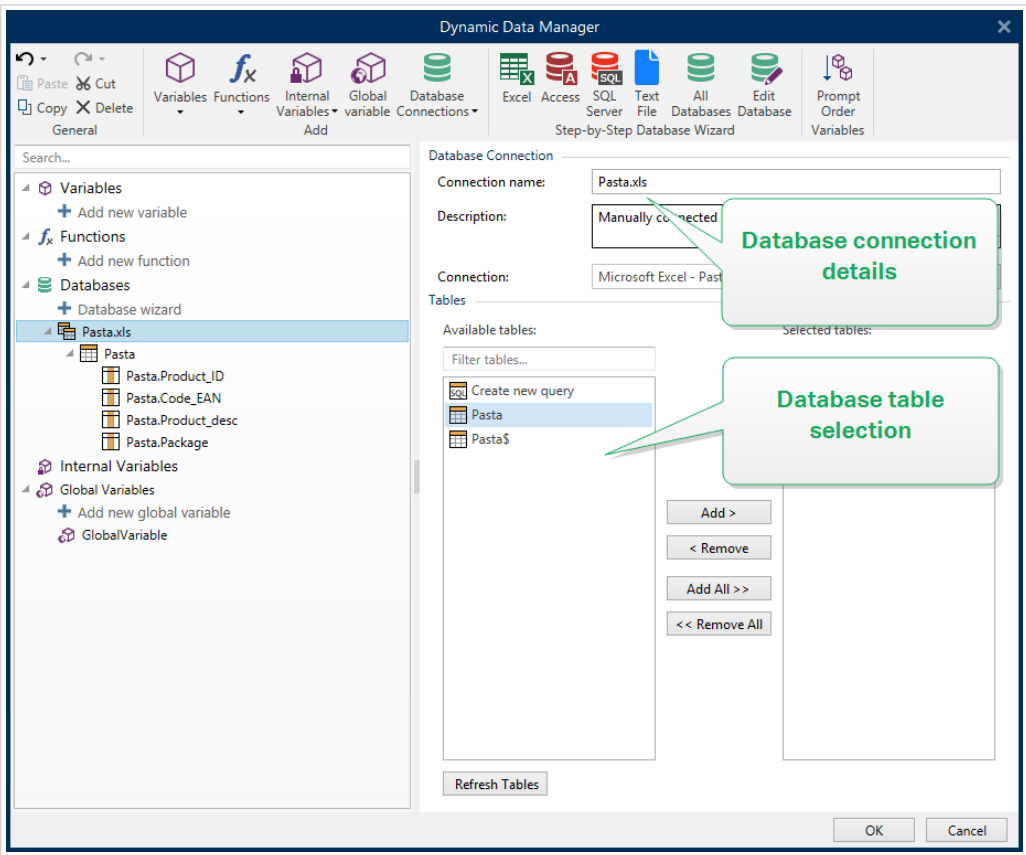 Dynamic Data Manager
Paste Cut
Copy Delete
General
Variables Functions Internal Variables Global variable Database Connections
Add
Excel Access SQL Server Text File All Databases Edit Database
Step-by-Step Database Wizard
Prompt Order
Variables
Search...
Variables
Add new variable
Functions
Add new function
Databases
Database wizard
Pasta.xls
Pasta
Pasta.Product_ID
Pasta.Code_EAN
Pasta.Product_desc
Pasta.Package
Internal Variables
Global Variables
Add new global variable
GlobalVariable
Database Connection
Connection name: Pasta.xls
Description: Manually connected
Connection: Microsoft Excel - Past
Database connection
details
Tables
Available tables:
Selected tables:
Filter tables...
SQL Create new query
Pasta
Pasta$
Database table
selection
Add >
< Remove
Add All >>
<< Remove All
Refresh Tables
OK Cancel